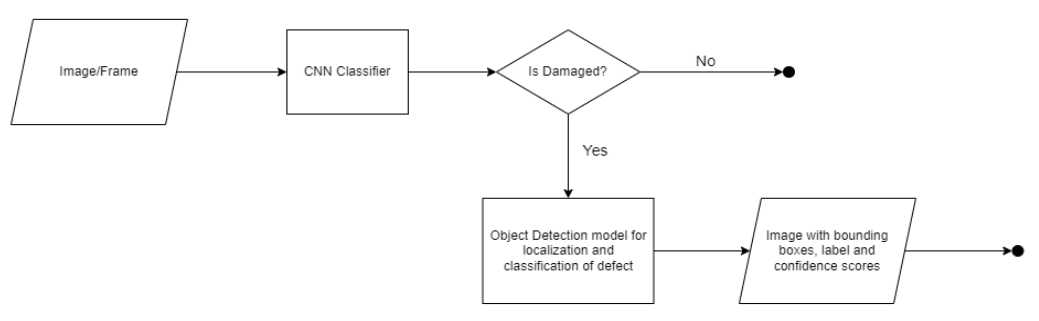 Image/Frame
CNN Classifier
Is Damaged?
No
Yes
Object Detection model for
localization and
classification of defect
Image with bounding
boxes, label and
confidence scores